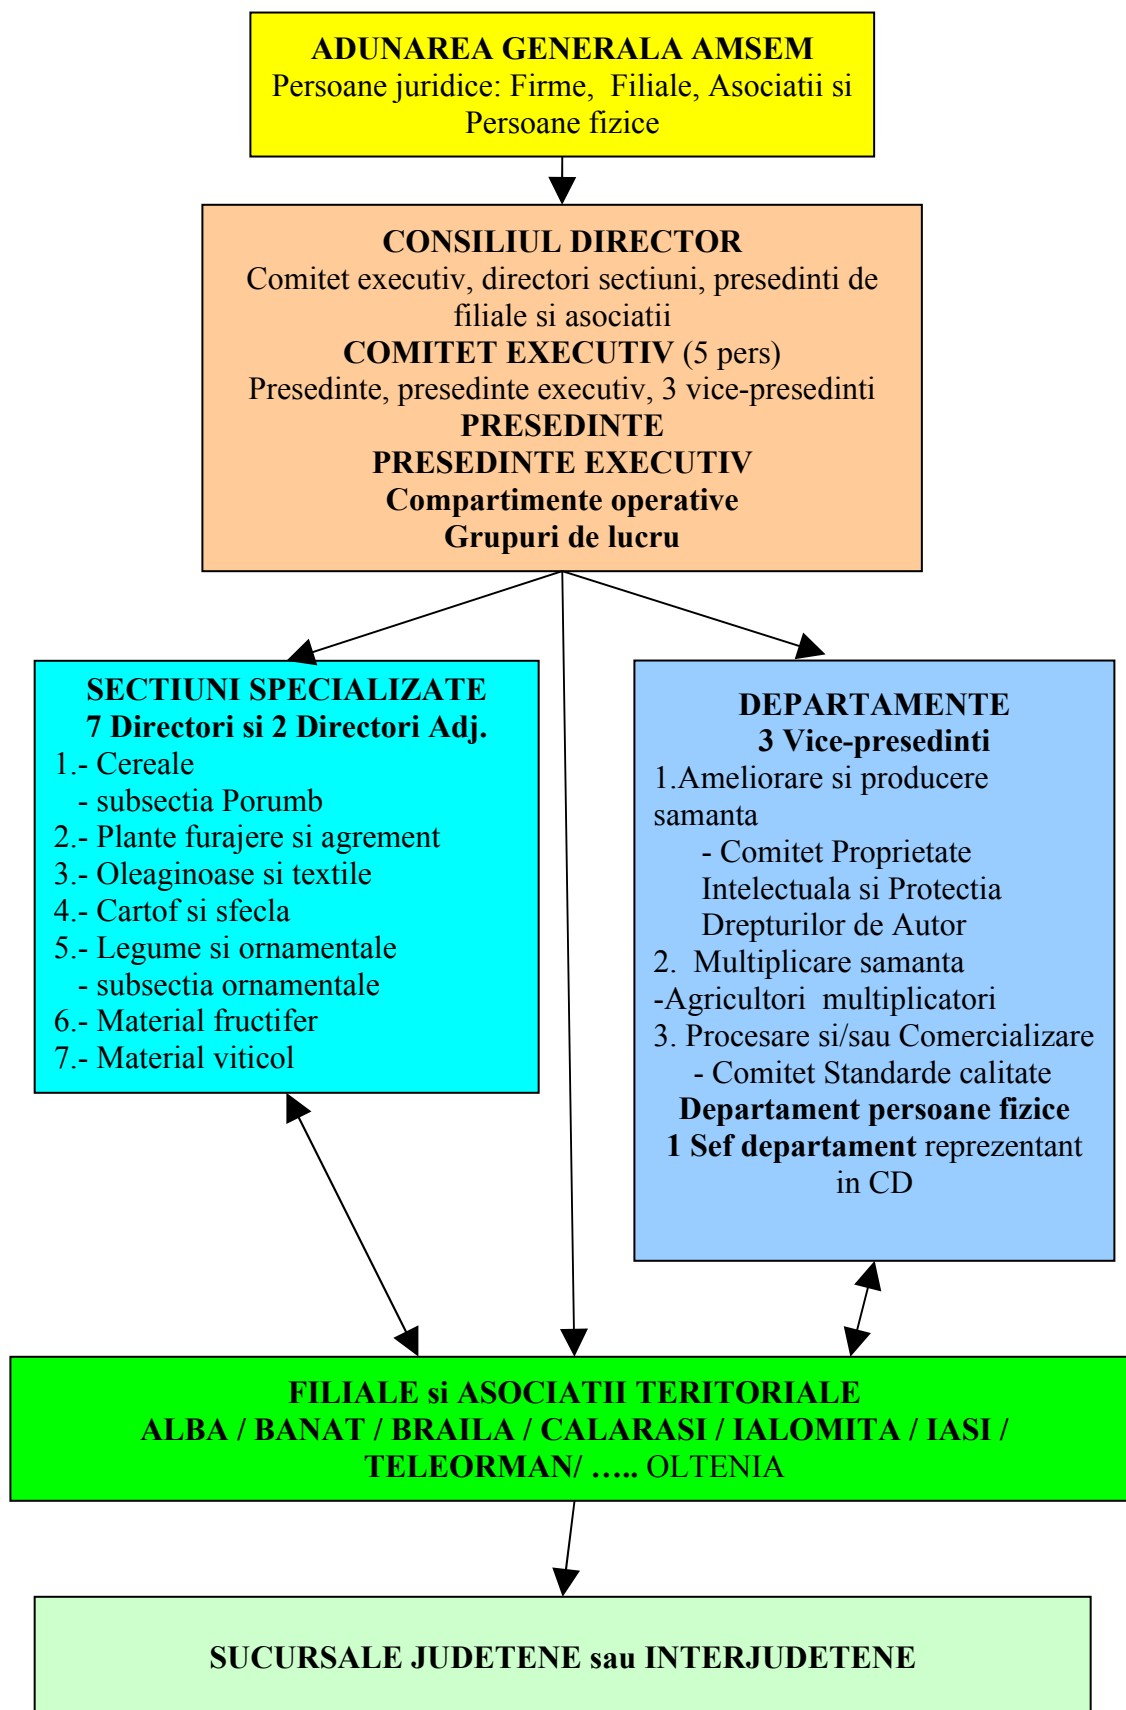 ADUNAREA GENERALA AMSEM
Persoane juridice: Firme,  Filiale, Asociatii si
Persoane fizice
CONSILIUL DIRECTOR
Comitet executiv, directori sectiuni, presedinti de
filiale si asociatii
COMITET EXECUTIV (5 pers)
Presedinte, presedinte executiv, 3 vice-presedinti
PRESEDINTE
PRESEDINTE EXECUTIV
Compartimente operative
Grupuri de lucru
SECTIUNI SPECIALIZATE
7 Directori si 2 Directori Adj.
1.- Cereale
- subsectia Porumb
2.- Plante furajere si agrement
3.- Oleaginoase si textile
4.- Cartof si sfecla
5.- Legume si ornamentale
- subsectia ornamentale
6.- Material fructifer
7.- Material viticol
DEPARTAMENTE
3 Vice-presedinti
1.Ameliorare si producere
samanta
- Comitet Proprietate
Intelectuala si Protectia
Drepturilor de Autor
2.  Multiplicare samanta
-Agricultori  multiplicatori
3. Procesare si/sau Comercializare
- Comitet Standarde calitate
Departament persoane fizice
1 Sef departament reprezentant
in CD
FILIALE si ASOCIATII TERITORIALE
ALBA / BANAT / BRAILA / CALARASI / IALOMITA / IASI /
TELEORMAN/ ….. OLTENIA
SUCURSALE JUDETENE sau INTERJUDETENE